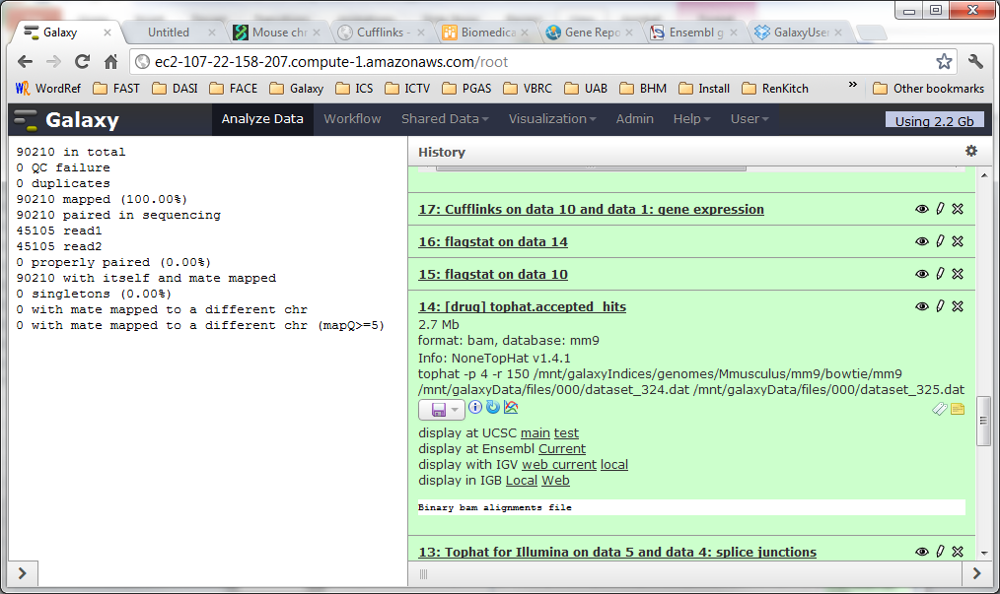 Galaxy
Untitled
Mouse chr
Cufflinks -
Biomedica
Gene Repo
Ensembl g
GalaxyUser
ec2-107-22-158-207.compute-1.amazonaws.com/root
WordRef FAST DASI FACE Galaxy ICS ICTV PGAS VBRC UAB BHM Install RenKitch » Other bookmarks
Galaxy Analyze Data Workflow Shared Data Visualization Admin Help User Using 2.2 Gb
90210 in total
0 QC failure
0 duplicates
90210 mapped (100.00%)
90210 paired in sequencing
45105 read1
45105 read2
0 properly paired (0.00%)
90210 with itself and mate mapped
0 singletons (0.00%)
0 with mate mapped to a different chr
0 with mate mapped to a different chr (mapQ>=5)
History
17: Cufflinks on data 10 and data 1: gene expression
16: flagstat on data 14
15: flagstat on data 10
14: [drug] tophat.accepted_hits
2.7 Mb
format: bam, database: mm9
Info: NoneTopHat v1.4.1
tophat -p 4 -r 150 /mnt/galaxyIndices/genomes/Mmusculus/mm9/bowtie/mm9
/mnt/galaxyData/files/000/dataset_324.dat /mnt/galaxyData/files/000/dataset_325.dat
display at UCSC main test
display at Ensembl Current
display with IGV web current local
display in IGB Local Web
Binary bam alignments file
13: Tophat for Illumina on data 5 and data 4: splice junctions